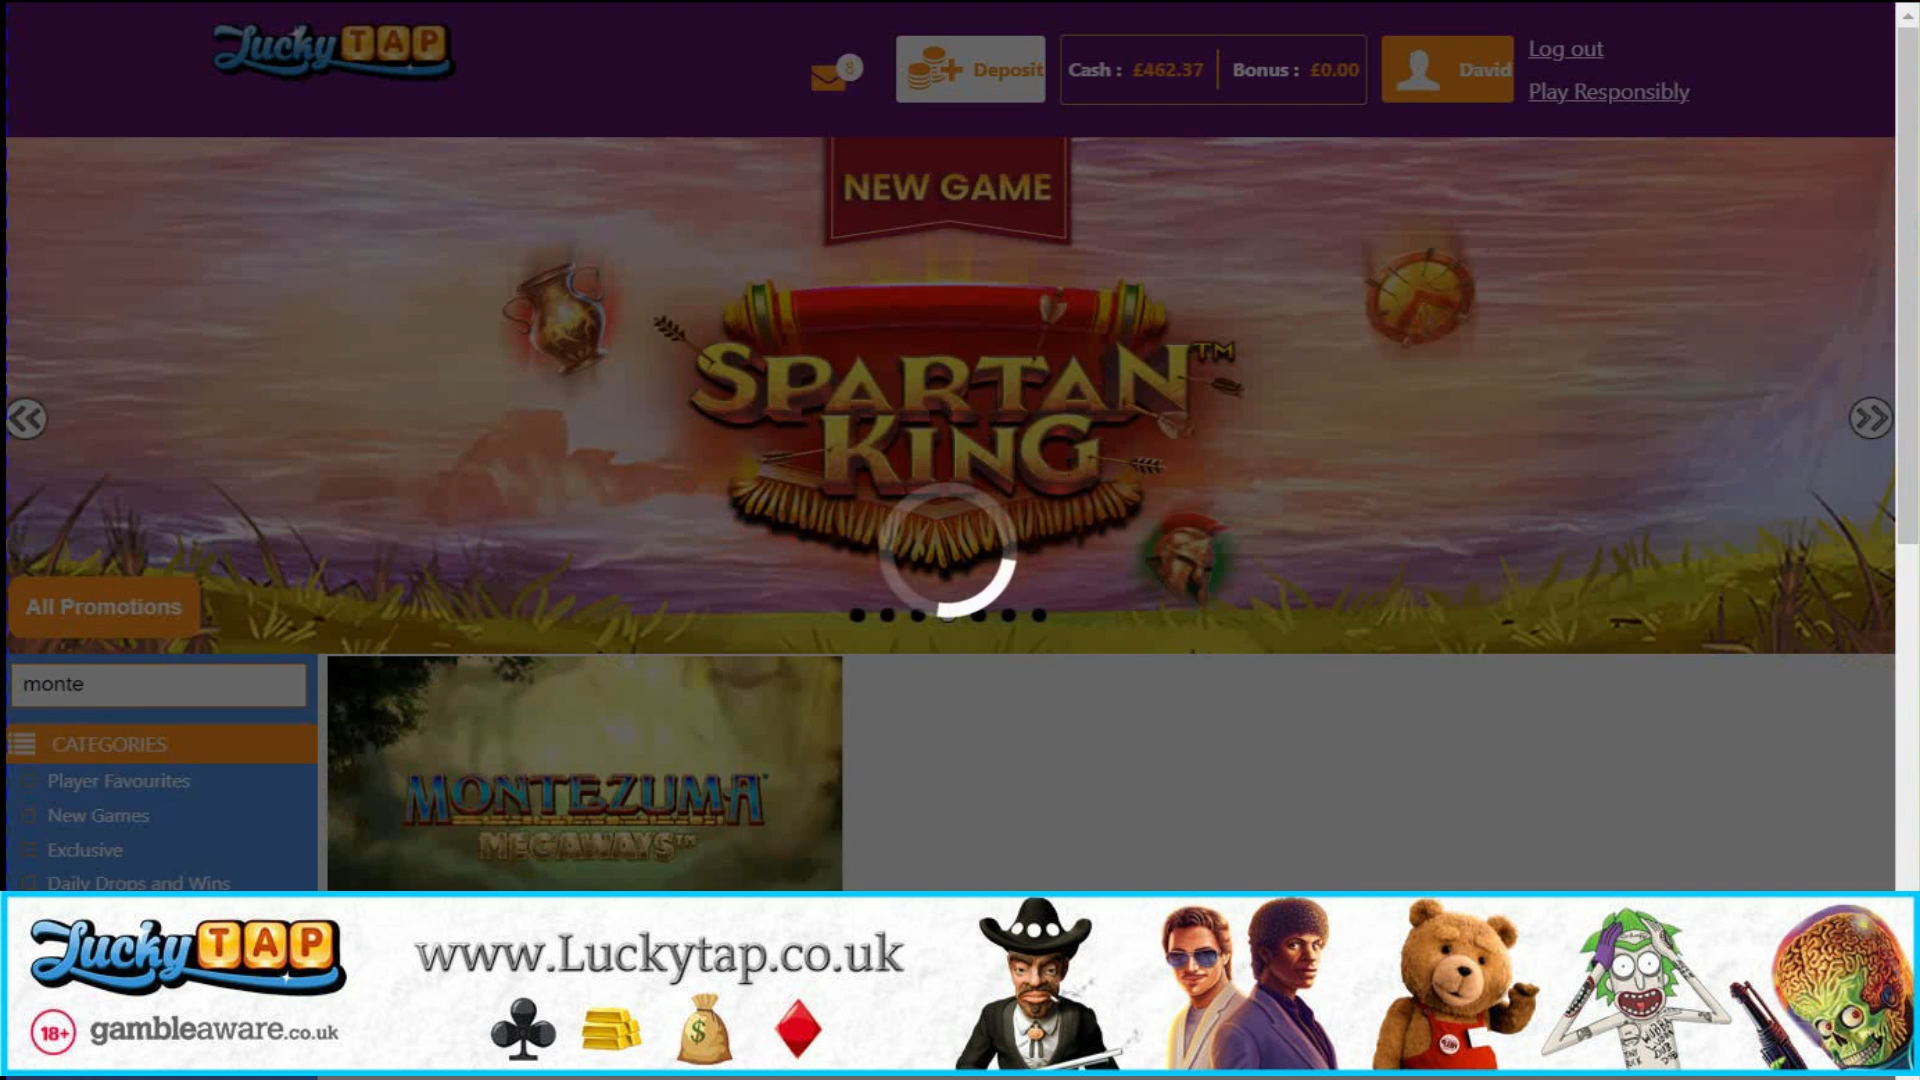 Lucky TAP
8
Deposit
Cash : £462.37
Bonus : £0.00
David
Log out
Play Responsibly
NEW GAME
SPARTAN™
KING
All Promotions
monte
CATEGORIES
Player Favourites
New Games
Exclusive
Daily Drops and Wins
MONTEZUMA
MEGAWAYS™
Lucky TAP
www.Luckytap.co.uk
18+ gambleaware.co.uk
$